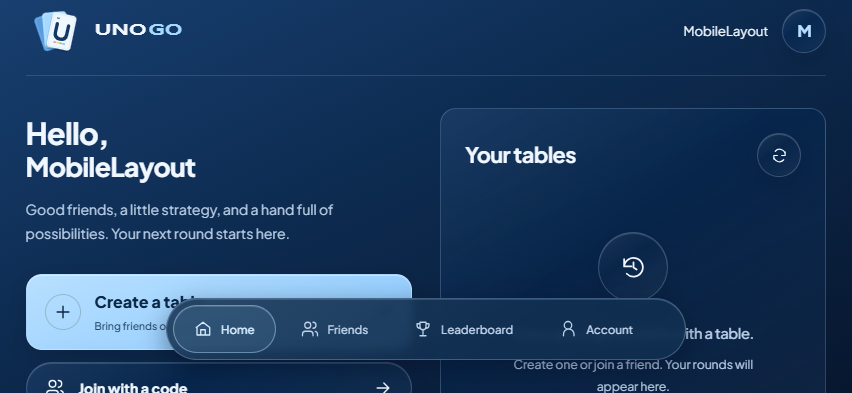 UNO GO
MobileLayout
M
Hello,
MobileLayout
Good friends, a little strategy, and a hand full of
possibilities. Your next round starts here.
Create a
Bring friends
Join with a code
Your tables
with a table.
Create one or join a friend. Your rounds will
appear here.
Home
Friends
Leaderboard
Account